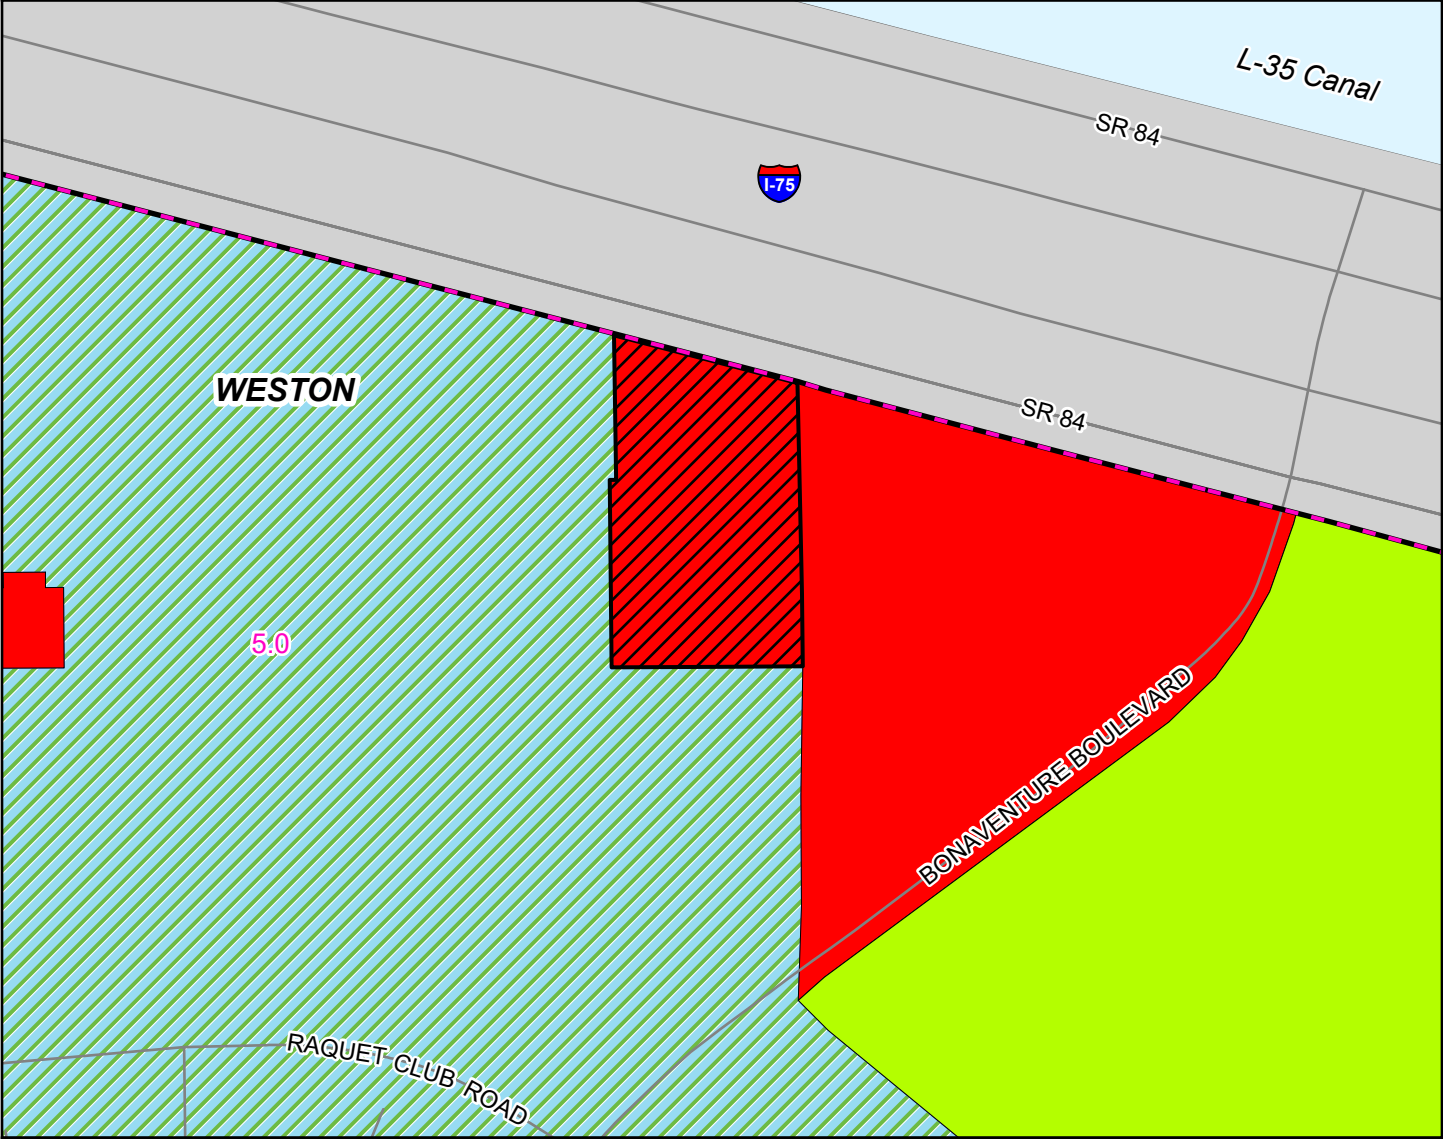 L-35 Canal
SR 84
I-75
WESTON
SR 84
5.0
BONAVENTURE BOULEVARD
RAQUET CLUB ROAD